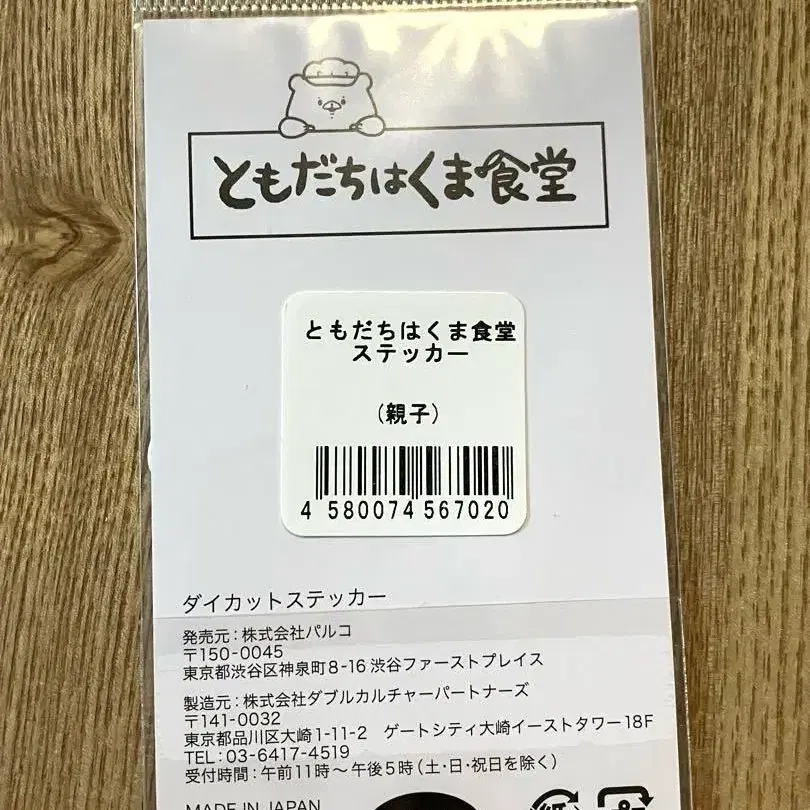 ともだちはくま食堂
ともだちはくま食堂
ステッカー
(親子)
4 580074 567020
ダイカットステッカー
発売元:株式会社パルコ
〒150-0045
東京都渋谷区神泉町8-16 渋谷ファーストプレイス
製造元:株式会社ダブルカルチャーパートナーズ
〒141-0032
東京都品川区大崎1-11-2 ゲートシティ大崎イーストタワー18F
TEL:03-6417-4519
受付時間:午前11時〜午後5時(土・日・祝日を除く)
MADE IN JAPAN